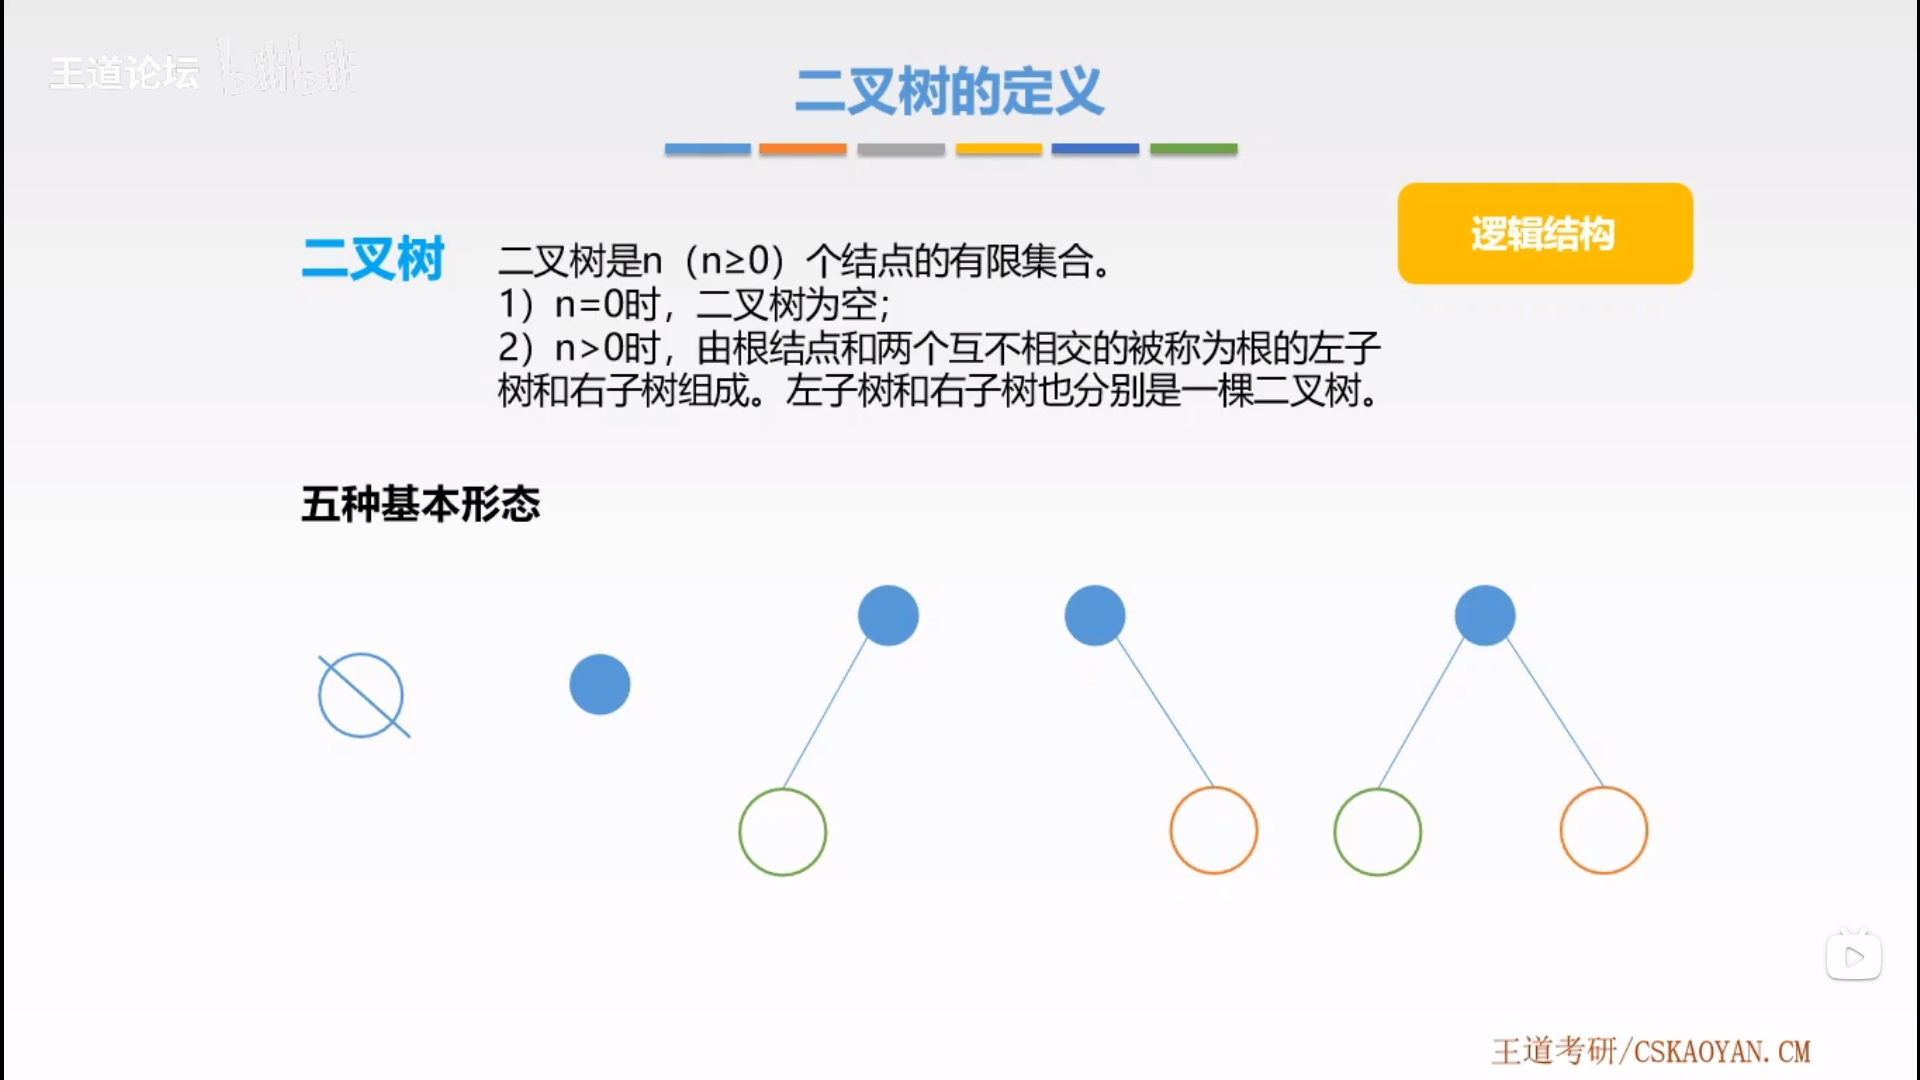 王道论坛 bilibili
二叉树的定义
逻辑结构
二叉树
二叉树是n（n≥0）个结点的有限集合。
1）n=0时，二叉树为空；
2）n>0时，由根结点和两个互不相交的被称为根的左子
树和右子树组成。左子树和右子树也分别是一棵二叉树。
五种基本形态
王道考研/CSKAOYAN.CM